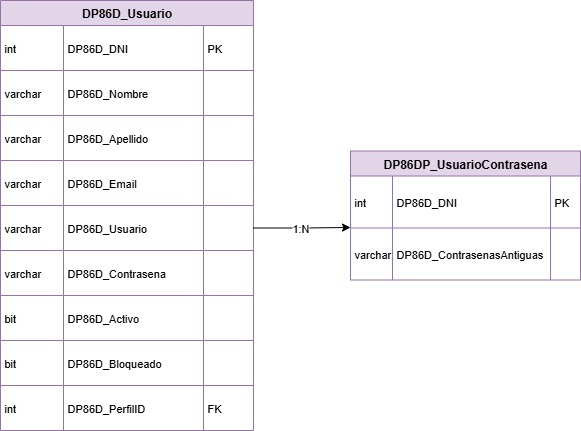 DP86D_Usuario
int DP86D_DNI PK
varchar DP86D_Nombre
varchar DP86D_Apellido
varchar DP86D_Email
varchar DP86D_Usuario
varchar DP86D_Contrasena
bit DP86D_Activo
bit DP86D_Bloqueado
int DP86D_PerfilID FK
1:N
DP86DP_UsuarioContrasena
int DP86D_DNI PK
varchar DP86D_ContrasenasAntiguas